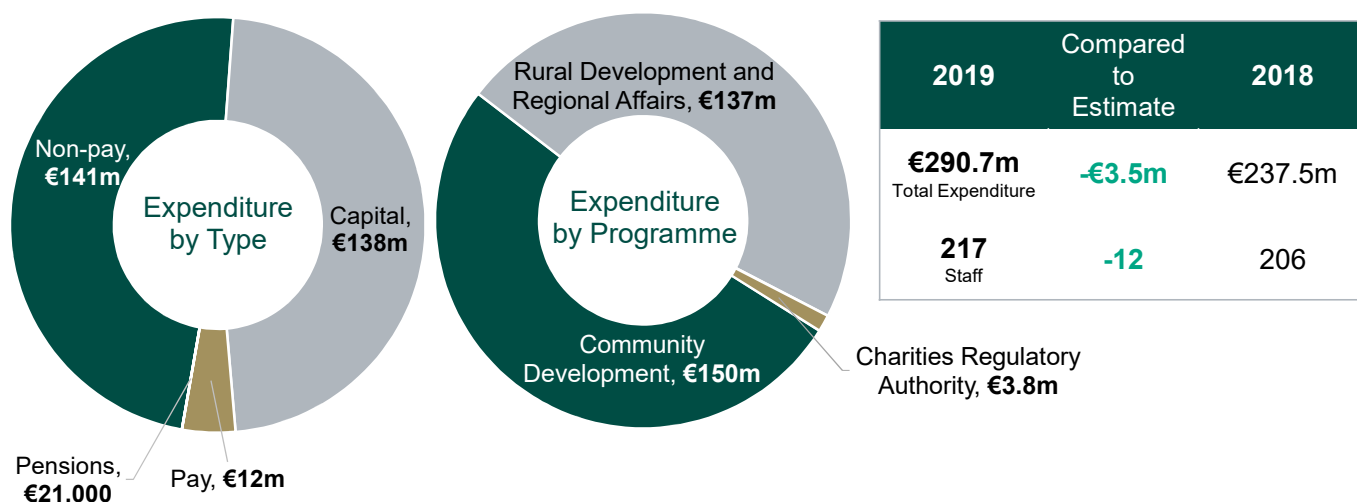 Non-pay,
€141m
Expenditure
by Type
Capital,
€138m
Pensions,
€21,000
Pay, €12m
Rural Development and
Regional Affairs, €137m
Expenditure
by Programme
Community
Development, €150m
Charities Regulatory
Authority, €3.8m
2019
Compared
to
Estimate
2018
€290.7m
Total Expenditure
-€3.5m
€237.5m
217
Staff
-12
206